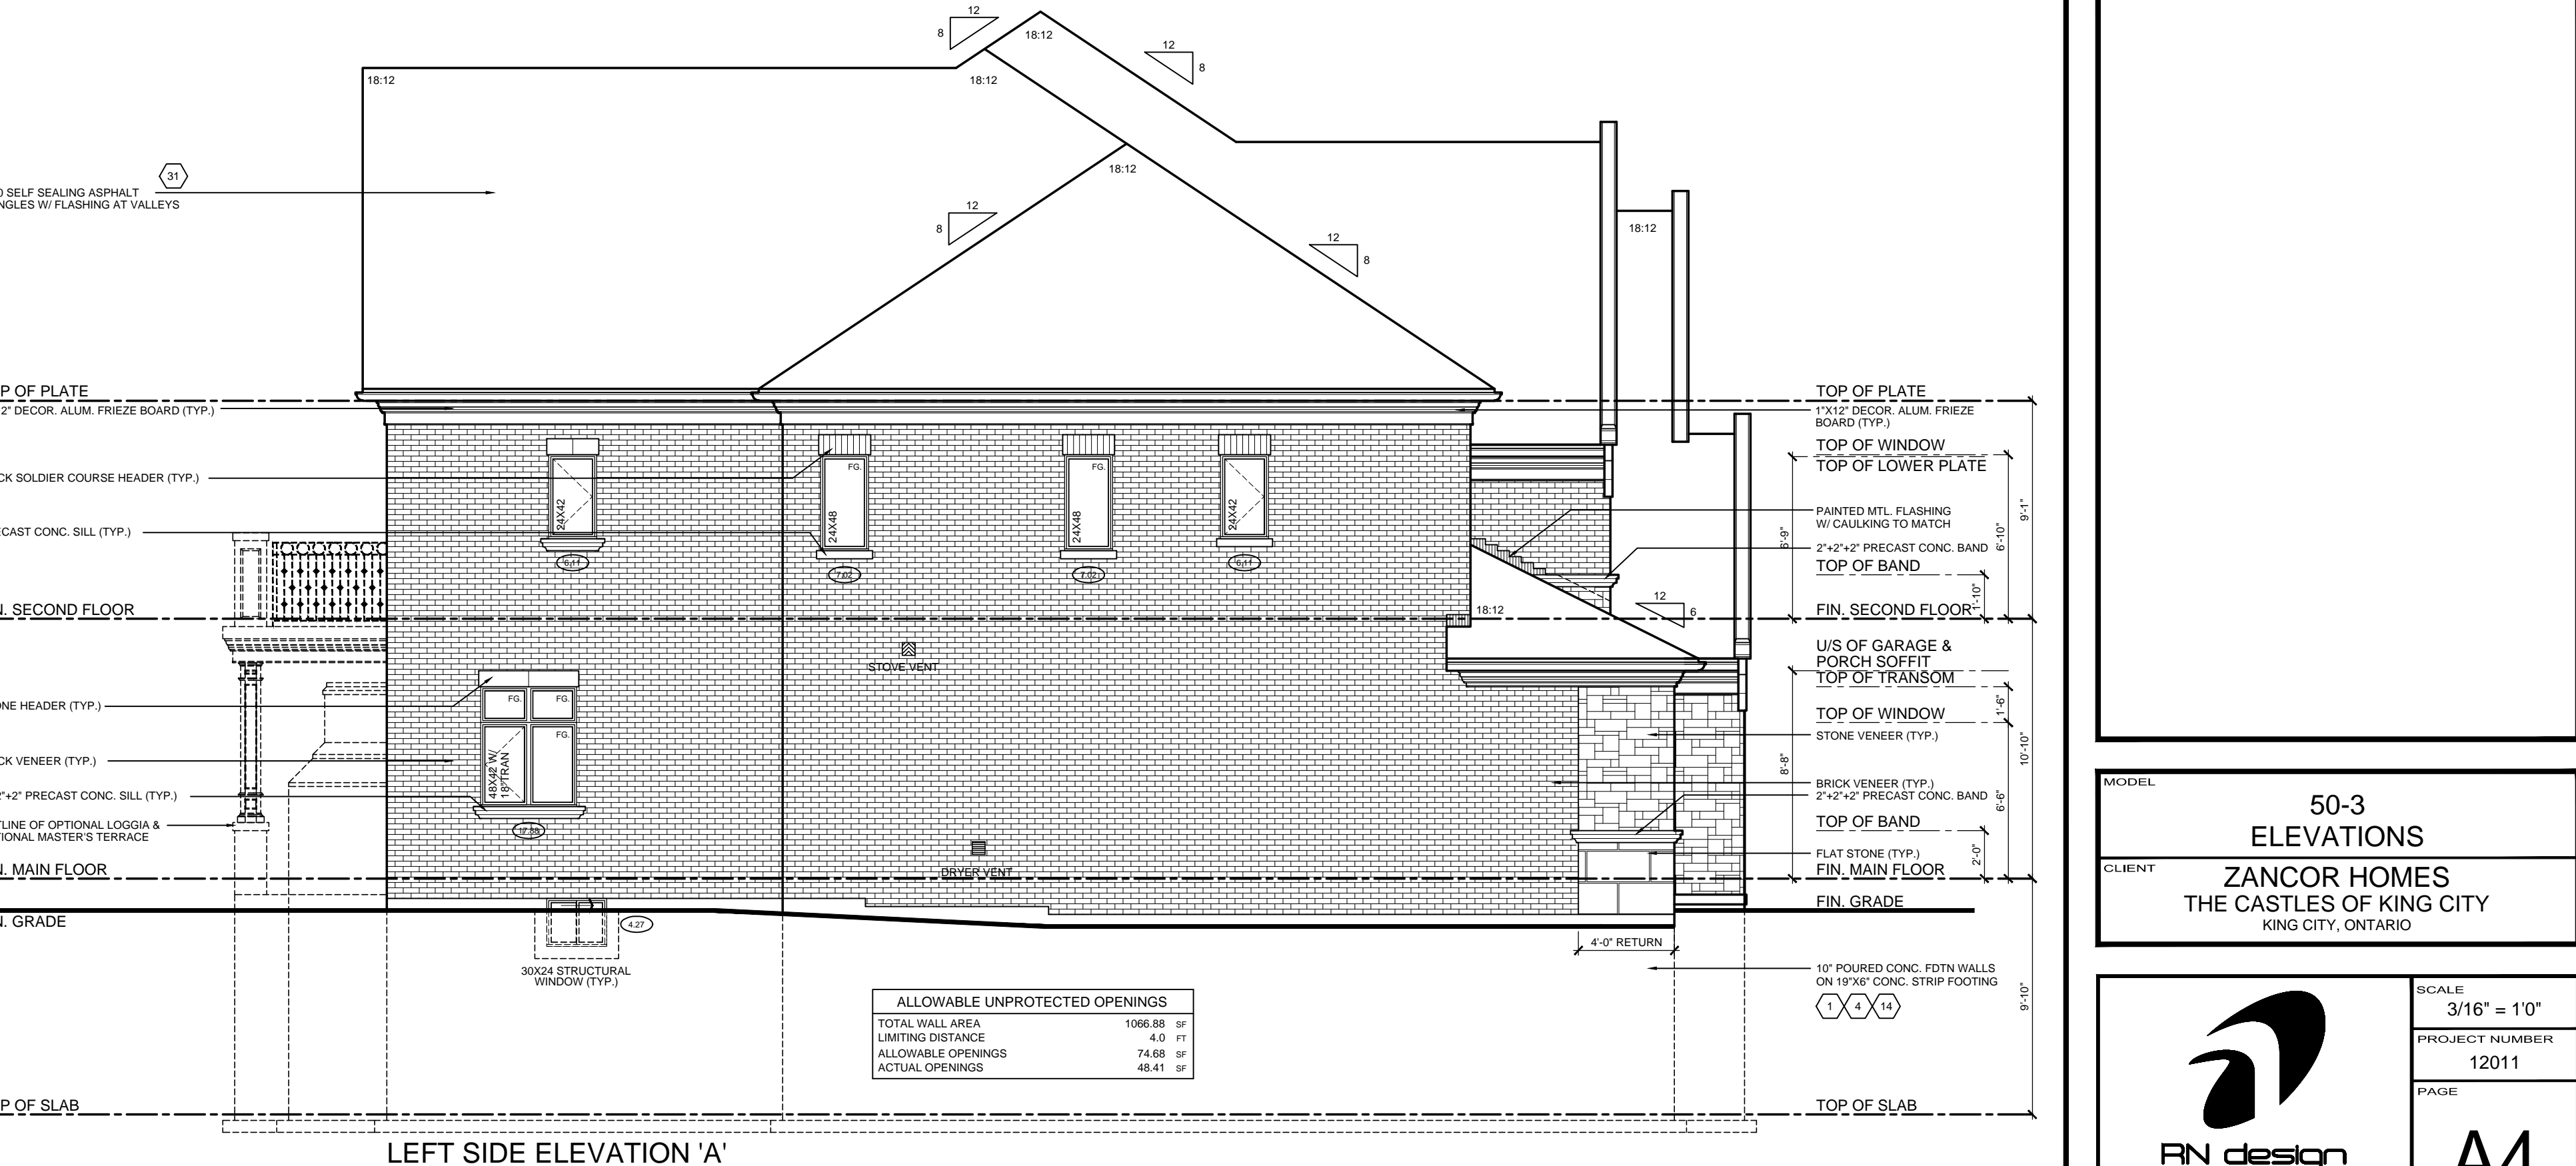 12
8
18:12
12
8
18:12
18:12
31
0 SELF SEALING ASPHALT
NGLES W/ FLASHING AT VALLEYS
18:12
12
8
12
8
18:12
P OF PLATE
2" DECOR. ALUM. FRIEZE BOARD (TYP.)
CK SOLDIER COURSE HEADER (TYP.)
ECAST CONC. SILL (TYP.)
N. SECOND FLOOR
ONE HEADER (TYP.)
CK VENEER (TYP.)
2"+2" PRECAST CONC. SILL (TYP.)
TLINE OF OPTIONAL LOGGIA &
TIONAL MASTER'S TERRACE
N. MAIN FLOOR
N. GRADE
P OF SLAB
24X42
6.11
FG.
24X48
7.02
FG.
24X48
7.02
24X42
6.11
STOVE VENT
FG.
FG.
FG.
48X42 W/
18"TRAN
17.88
DRYER VENT
4.27
30X24 STRUCTURAL
WINDOW (TYP.)
18:12
12
6
4'-0" RETURN
TOP OF PLATE
1"X12" DECOR. ALUM. FRIEZE
BOARD (TYP.)
TOP OF WINDOW
TOP OF LOWER PLATE
PAINTED MTL. FLASHING
W/ CAULKING TO MATCH
2"+2"+2" PRECAST CONC. BAND
TOP OF BAND
FIN. SECOND FLOOR
6'-9"
1'-10"
6'-10"
9'-1"
U/S OF GARAGE &
PORCH SOFFIT
TOP OF TRANSOM
TOP OF WINDOW
STONE VENEER (TYP.)
BRICK VENEER (TYP.)
2"+2"+2" PRECAST CONC. BAND
TOP OF BAND
FLAT STONE (TYP.)
FIN. MAIN FLOOR
FIN. GRADE
8'-8"
2'-0"
1'-6"
6'-6"
10'-10"
10" POURED CONC. FDTN WALLS
ON 19"X6" CONC. STRIP FOOTING
1 4 14
9'-10"
TOP OF SLAB
ALLOWABLE UNPROTECTED OPENINGS
TOTAL WALL AREA 1066.88 SF
LIMITING DISTANCE 4.0 FT
ALLOWABLE OPENINGS 74.68 SF
ACTUAL OPENINGS 48.41 SF
LEFT SIDE ELEVATION 'A'
MODEL
50-3
ELEVATIONS
CLIENT
ZANCOR HOMES
THE CASTLES OF KING CITY
KING CITY, ONTARIO
RN design
SCALE
3/16" = 1'0"
PROJECT NUMBER
12011
PAGE
A4